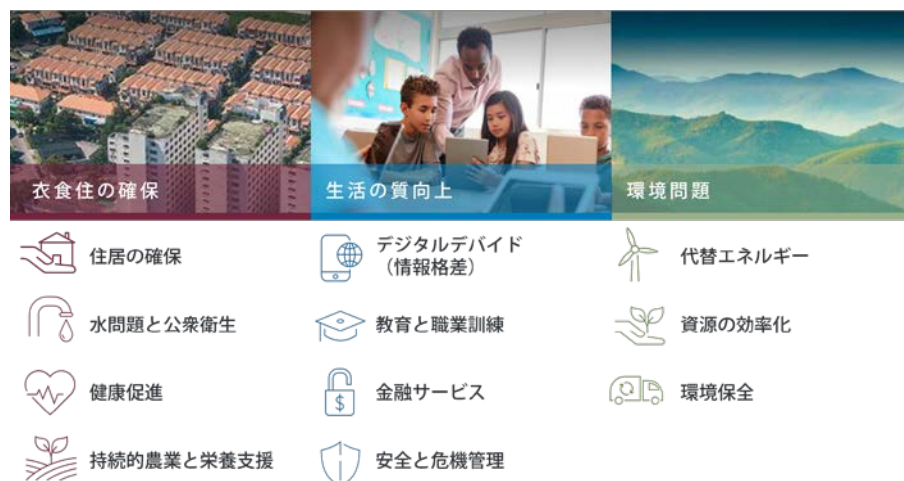 衣食住の確保
生活の質向上
環境問題
住居の確保
水問題と公衆衛生
健康促進
持続的農業と栄養支援
デジタルデバイド
（情報格差）
教育と職業訓練
金融サービス
$
安全と危機管理
代替エネルギー
資源の効率化
環境保全